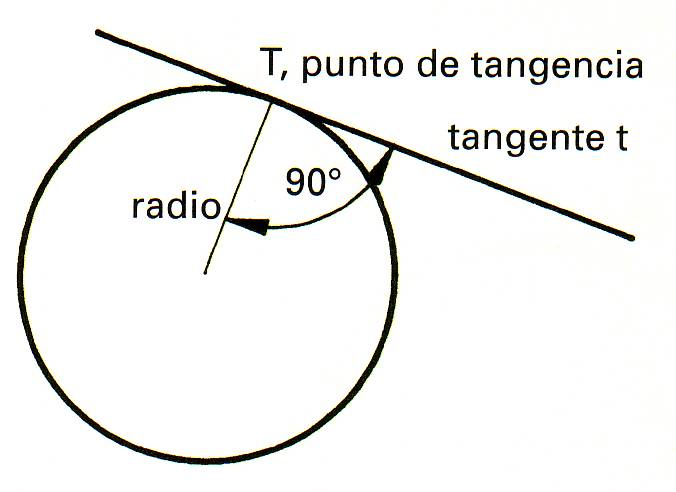 T, punto de tangencia
tangente t
90°
radio